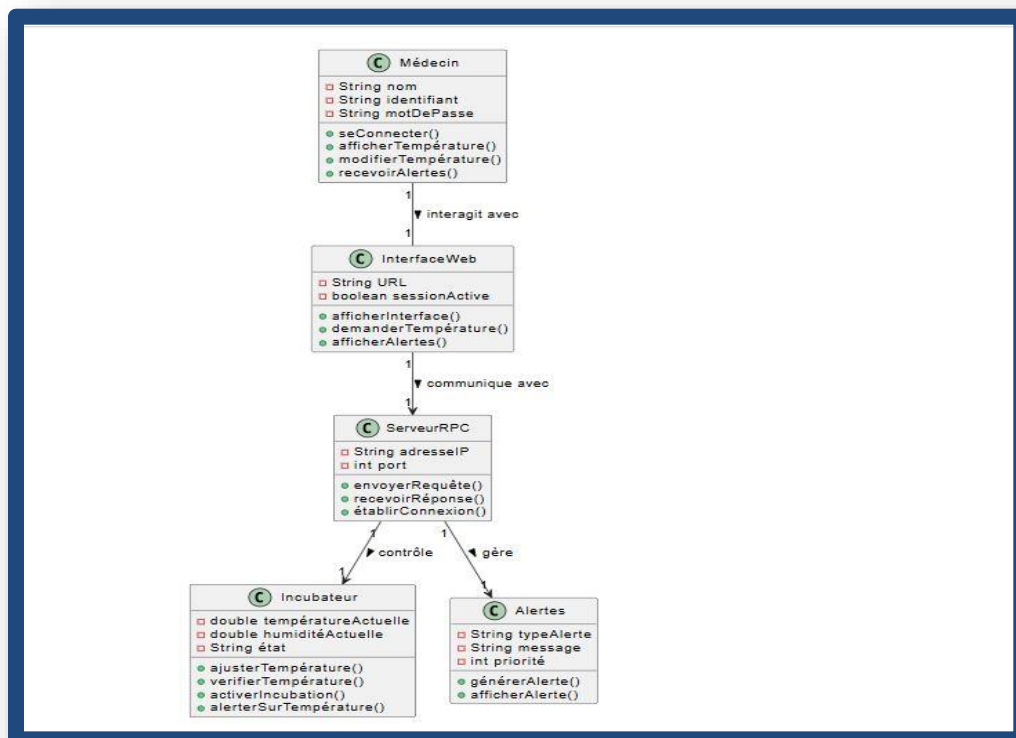 C Médecin
String nom
String identifiant
String motDePasse
seConnecter()
afficherTempérature()
modifierTempérature()
recevoirAlertes()
1
interagit avec
1
C InterfaceWeb
String URL
boolean sessionActive
afficherInterface()
demanderTempérature()
afficherAlertes()
1
communique avec
1
C ServeurRPC
String adresseIP
int port
envoyerRequête()
recevoirRéponse()
établirConnexion()
1 1
contrôle gère
1 1
C Incubateur
double températureActuelle
double humiditéActuelle
String état
ajusterTempérature()
verifierTempérature()
activerIncubation()
alerterSurTempérature()
C Alertes
String typeAlerte
String message
int priorité
générerAlerte()
afficherAlerte()